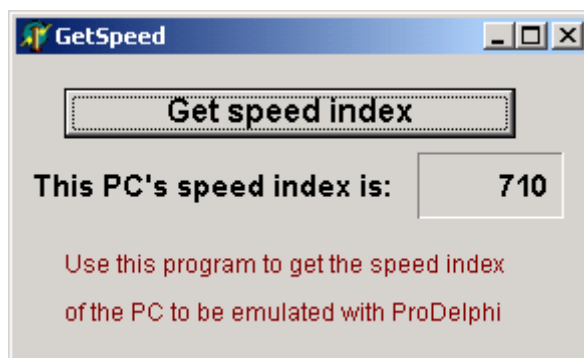 GetSpeed
Get speed index
This PC's speed index is: 710
Use this program to get the speed index
of the PC to be emulated with ProDelphi